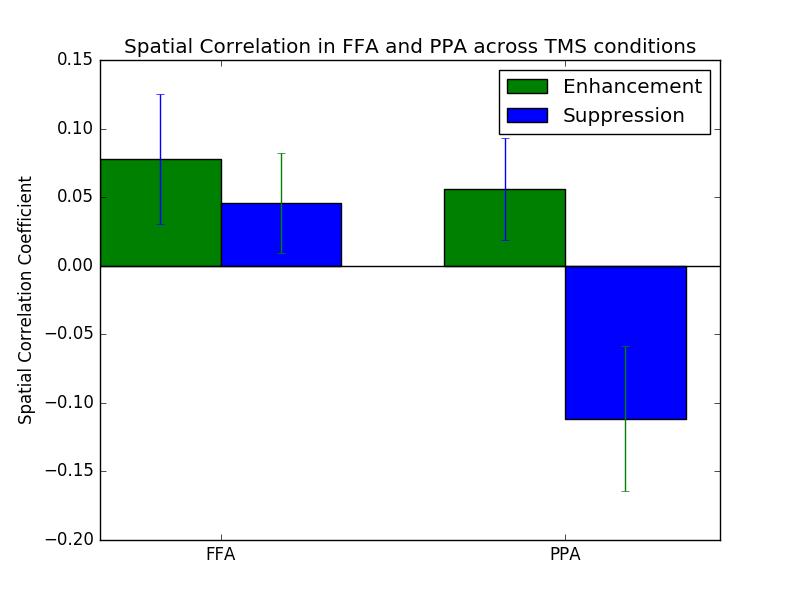 Spatial Correlation in FFA and PPA across TMS conditions
Enhancement
Suppression
Spatial Correlation Coefficient
0.15
0.10
0.05
0.00
−0.05
−0.10
−0.15
−0.20
FFA
PPA